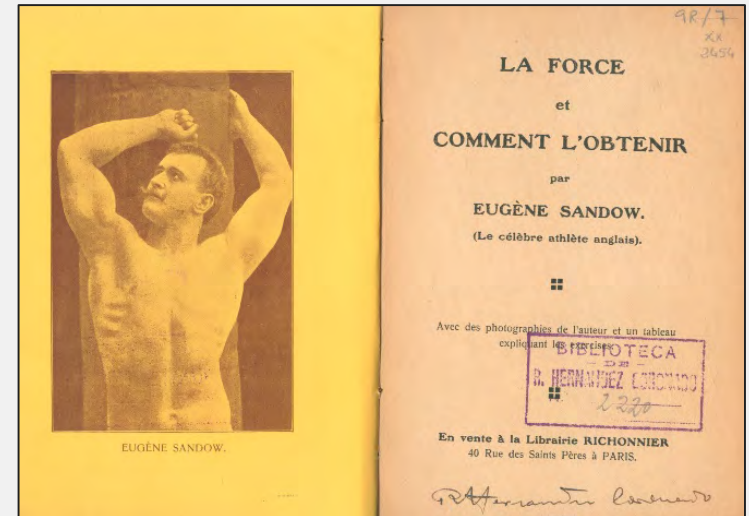 EUGÈNE SANDOW.
9R/7
XX
3454
LA FORCE
et
COMMENT L'OBTENIR
par
EUGÈNE SANDOW.
(Le célèbre athlète anglais).
Avec des photographies de l'auteur et un tableau
expliquant les exercises.
BIBLIOTECA
DE
R. HERNANDEZ CORONADO
2220
En vente à la Librairie RICHONNIER
40 Rue des Saints Pères à PARIS.